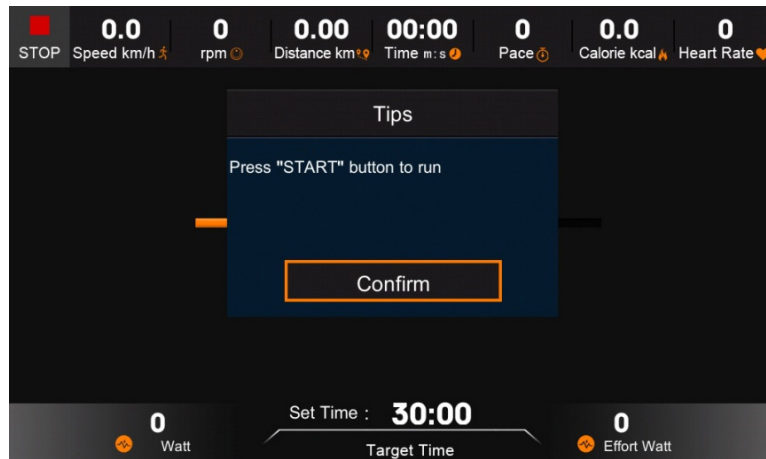 0.0 0 0.00 00:00 0 0.0 0
STOP Speed km/h rpm Distance km Time m:s Pace Calorie kcal Heart Rate
Tips
Press "START" button to run
Confirm
Set Time : 30:00
0 0
Watt Target Time Effort Watt